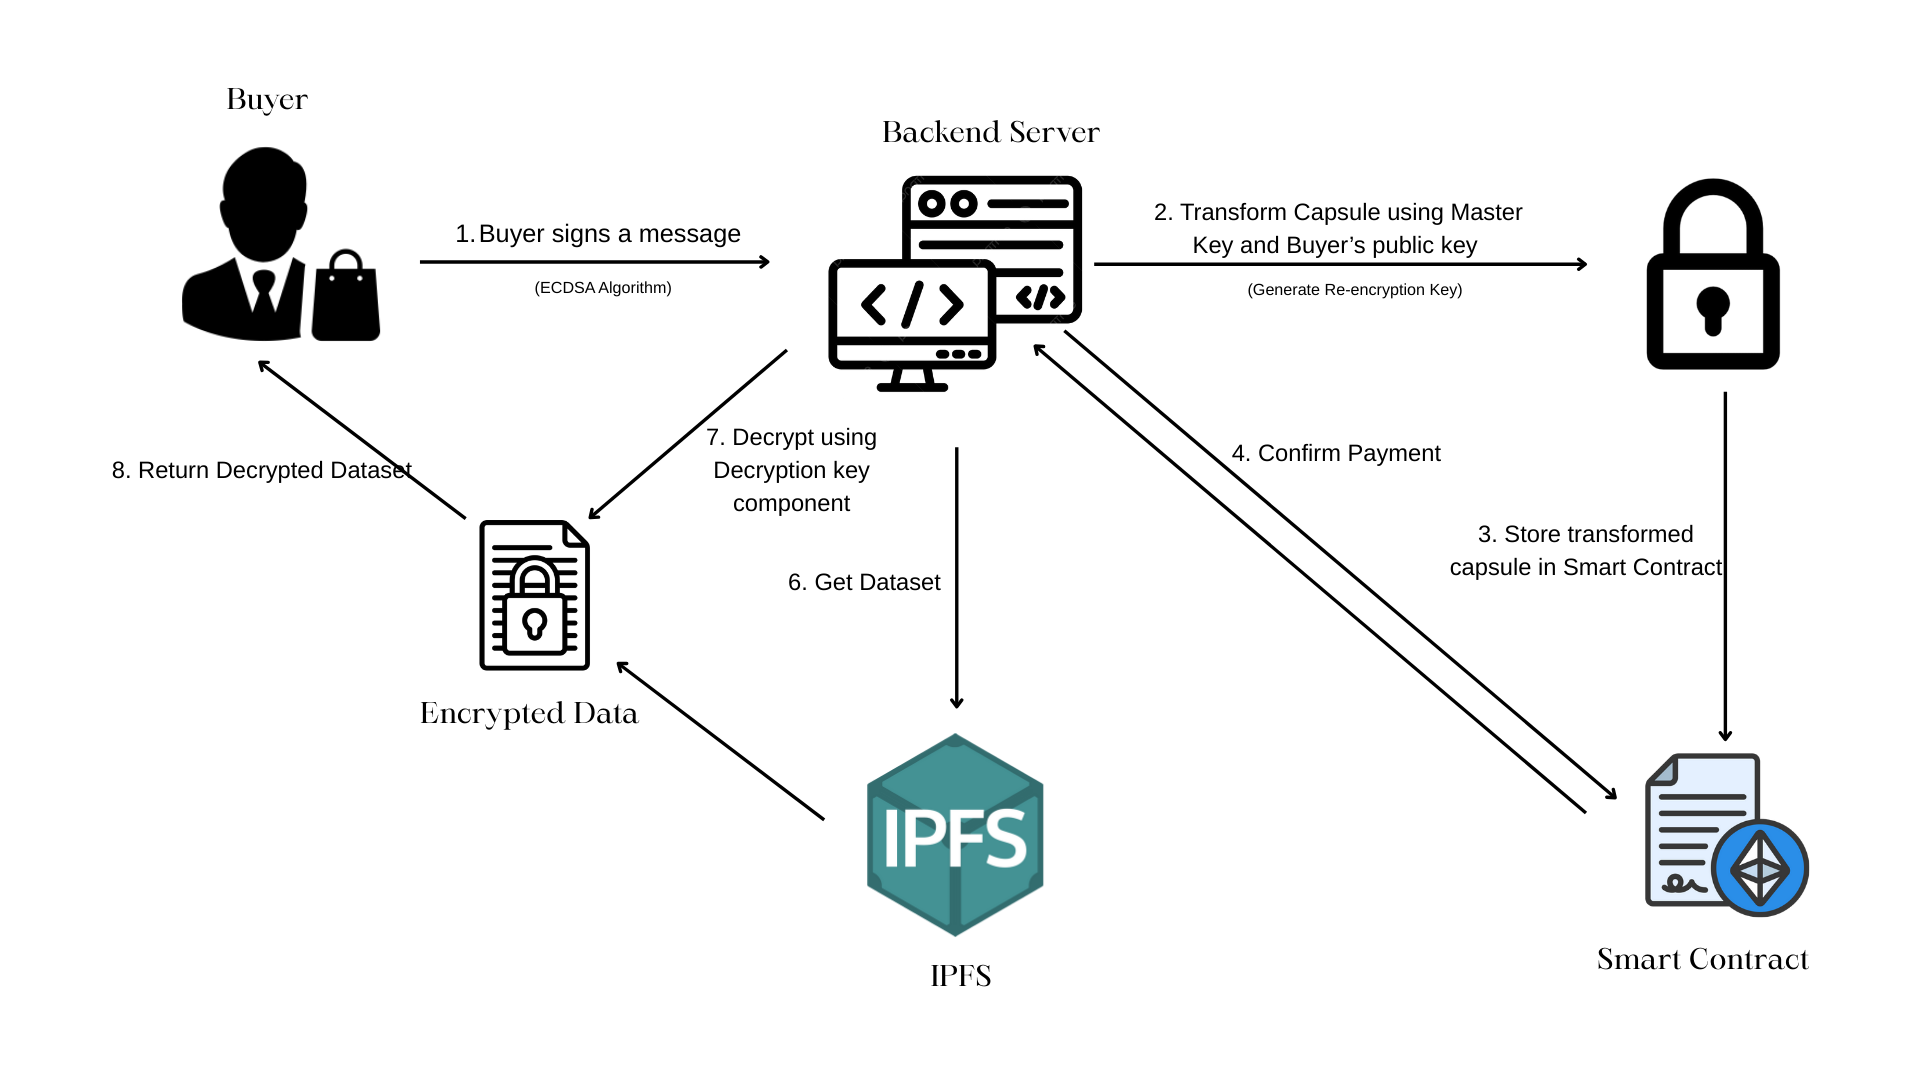 Buyer
Backend Server
1.Buyer signs a message
(ECDSA Algorithm)
2. Transform Capsule using Master
Key and Buyer’s public key
(Generate Re-encryption Key)
7. Decrypt using
Decryption key
component
4. Confirm Payment
8. Return Decrypted Dataset
3. Store transformed
capsule in Smart Contract
6. Get Dataset
Encrypted Data
IPFS
IPFS
Smart Contract